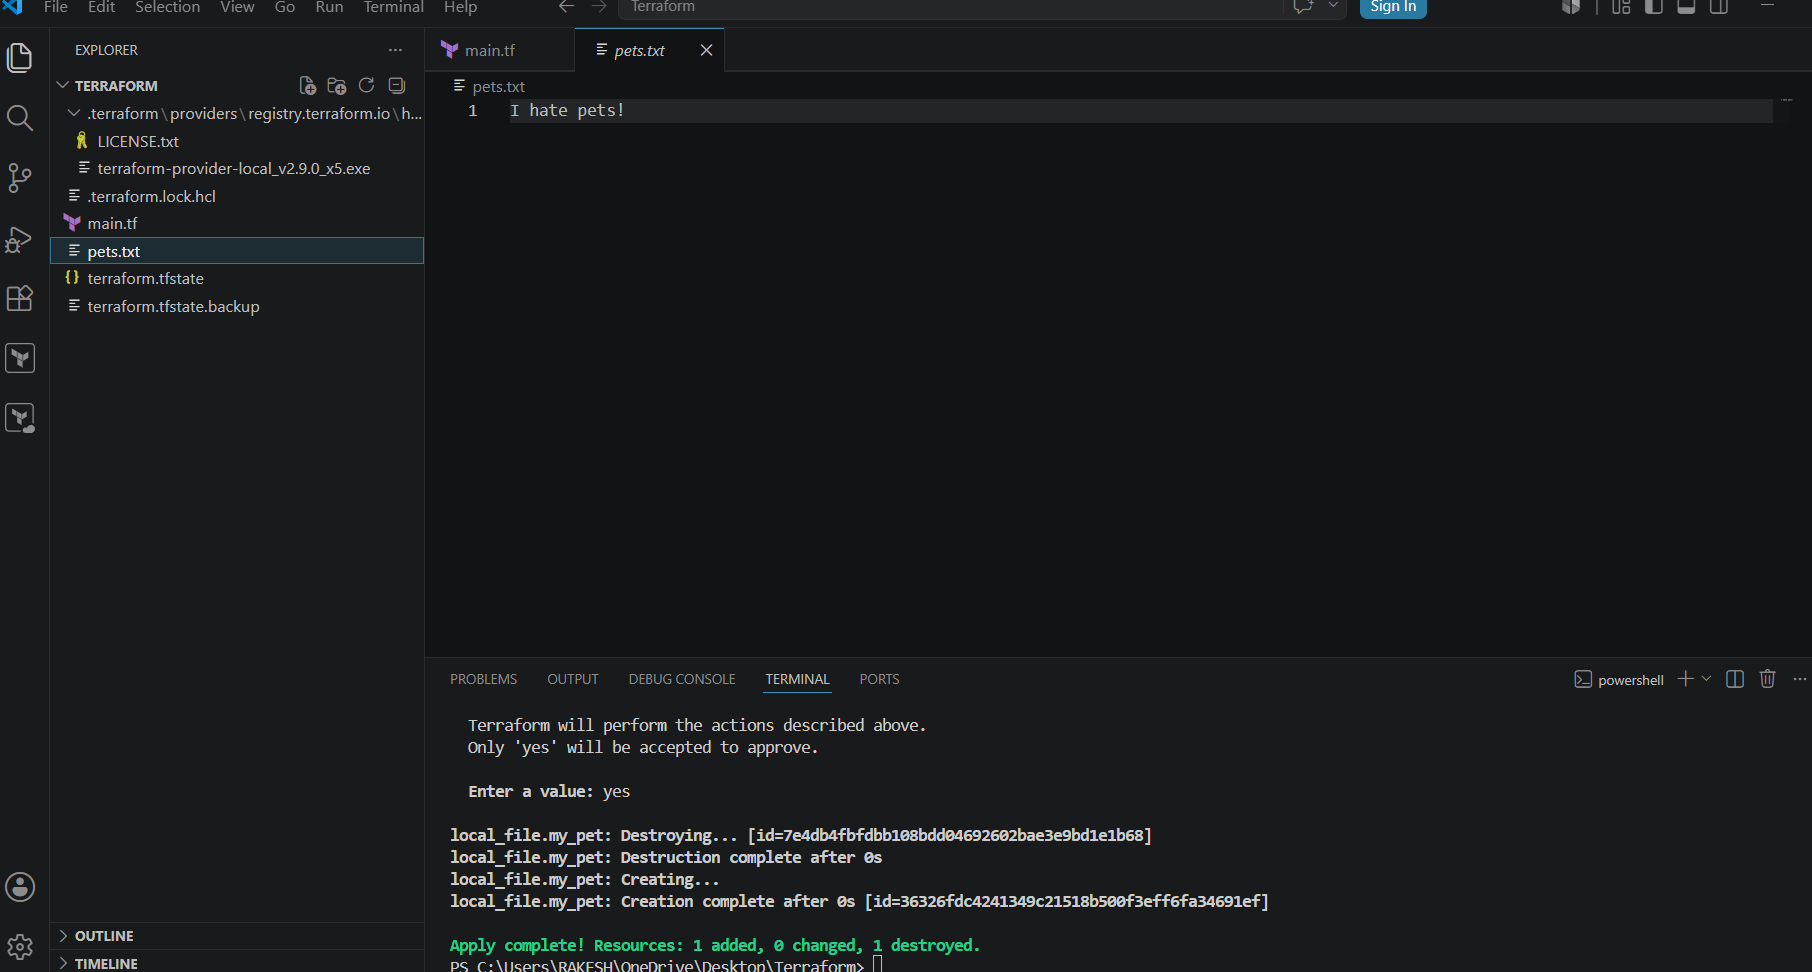 File Edit Selection View Go Run Terminal Help
Terraform
Sign In
EXPLORER
TERRAFORM
.terraform\providers\registry.terraform.io\h...
LICENSE.txt
terraform-provider-local_v2.9.0_x5.exe
.terraform.lock.hcl
main.tf
pets.txt
terraform.tfstate
terraform.tfstate.backup
OUTLINE
TIMELINE
main.tf
pets.txt
pets.txt
1 I hate pets!
PROBLEMS OUTPUT DEBUG CONSOLE TERMINAL PORTS
powershell
Terraform will perform the actions described above.
Only 'yes' will be accepted to approve.
Enter a value: yes
local_file.my_pet: Destroying... [id=7e4db4fbfdbb108bdd04692602bae3e9bd1e1b68]
local_file.my_pet: Destruction complete after 0s
local_file.my_pet: Creating...
local_file.my_pet: Creation complete after 0s [id=36326fdc4241349c21518b500f3eff6fa34691ef]
Apply complete! Resources: 1 added, 0 changed, 1 destroyed.
PS C:\Users\RAKESH\OneDrive\Desktop\Terraform>